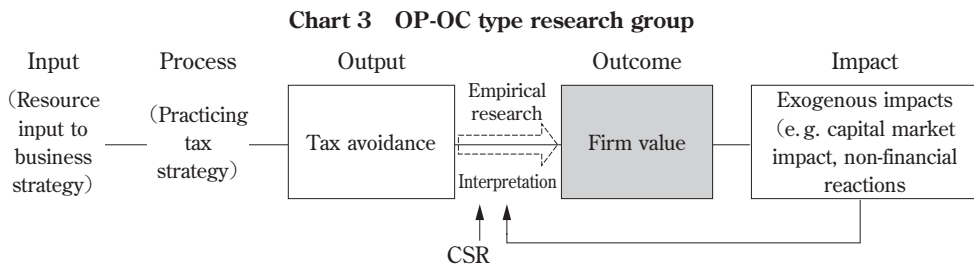 Chart 3 OP-OC type research group
Input
Process
Output
Outcome
Impact
(Resource
input to
business
strategy)
(Practicing
tax
strategy)
Tax avoidance
Empirical
research
Interpretation
Firm value
Exogenous impacts
(e. g. capital market
impact, non-financial
reactions
CSR